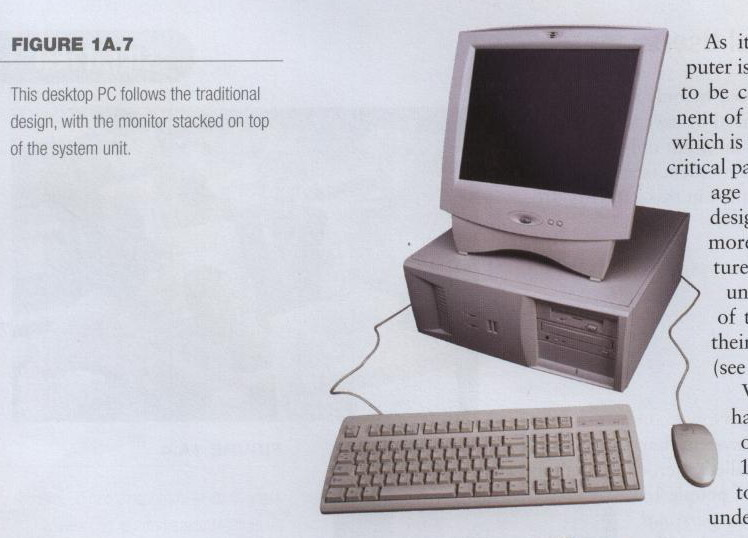 FIGURE 1A.7
This desktop PC follows the traditional
design, with the monitor stacked on top
of the system unit.
As it
puter is
to be c
nent of
which is
critical pa
age
desig
more
ture
un
of t
their
(see
ha
o
1
to
unde